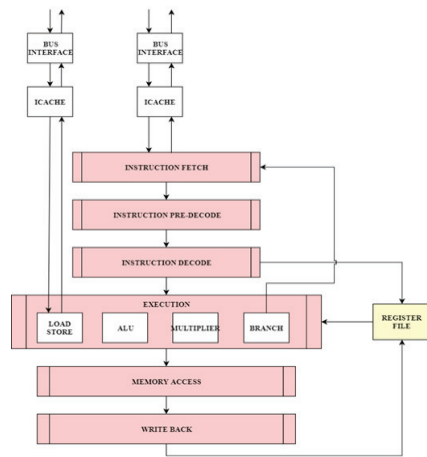 BUS
INTERFACE
BUS
INTERFACE
ICACHE
ICACHE
INSTRUCTION FETCH
INSTRUCTION PRE-DECODE
INSTRUCTION DECODE
EXECUTION
LOAD
STORE
ALU
MULTIPLIER
BRANCH
REGISTER
FILE
MEMORY ACCESS
WRITE BACK